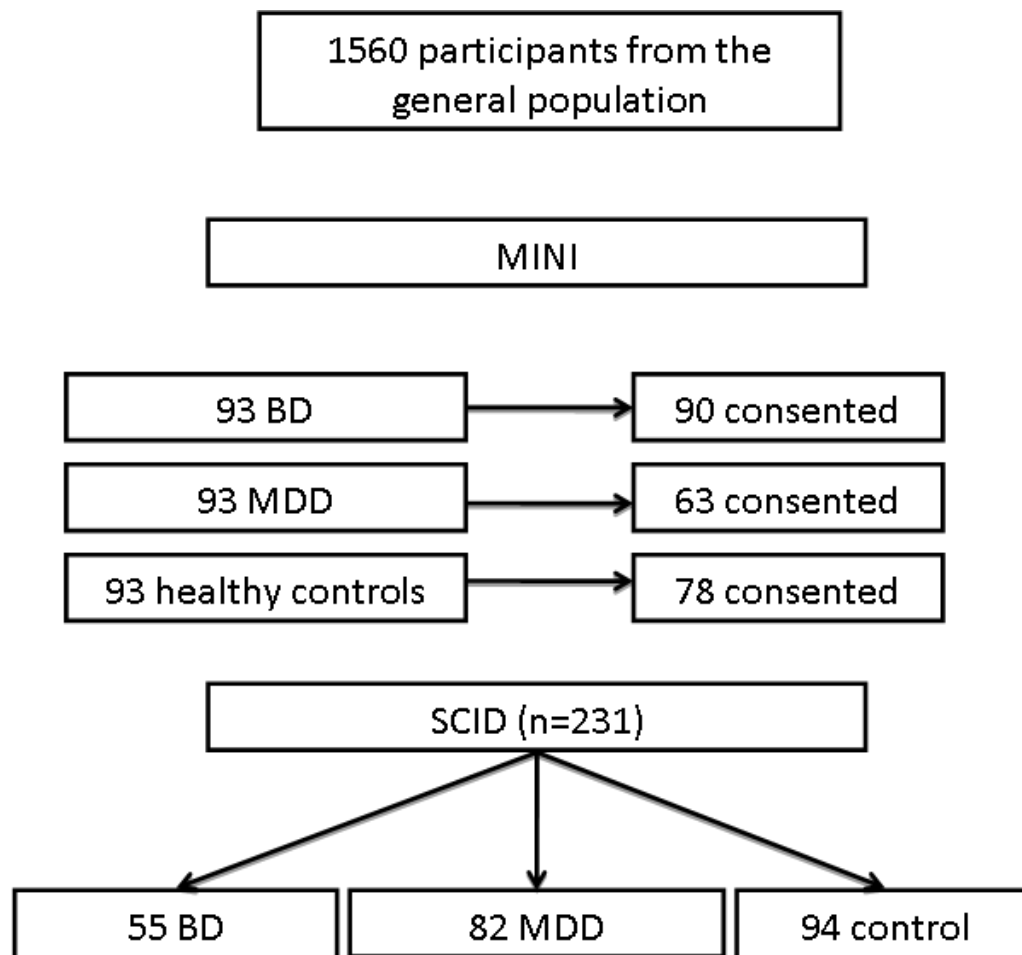 1560 participants from the
general population
MINI
93 BD
90 consented
93 MDD
63 consented
93 healthy controls
78 consented
SCID (n=231)
55 BD
82 MDD
94 control